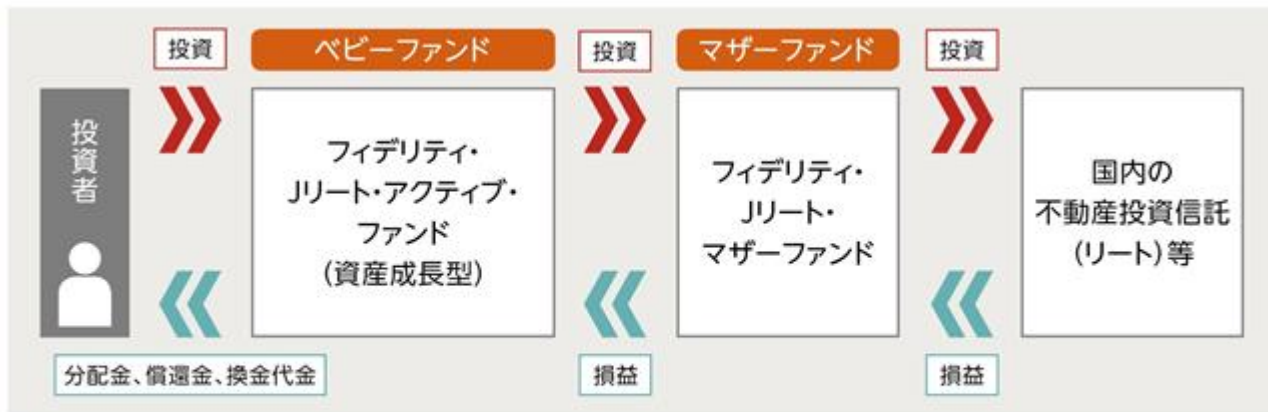 投資
ベビーファンド
投資
マザーファンド
投資
投資者
フィデリティ・
Jリート・アクティブ・
ファンド
(資産成長型)
フィデリティ・
Jリート・
マザーファンド
国内の
不動産投資信託
(リート)等
分配金、償還金、換金代金
損益
損益